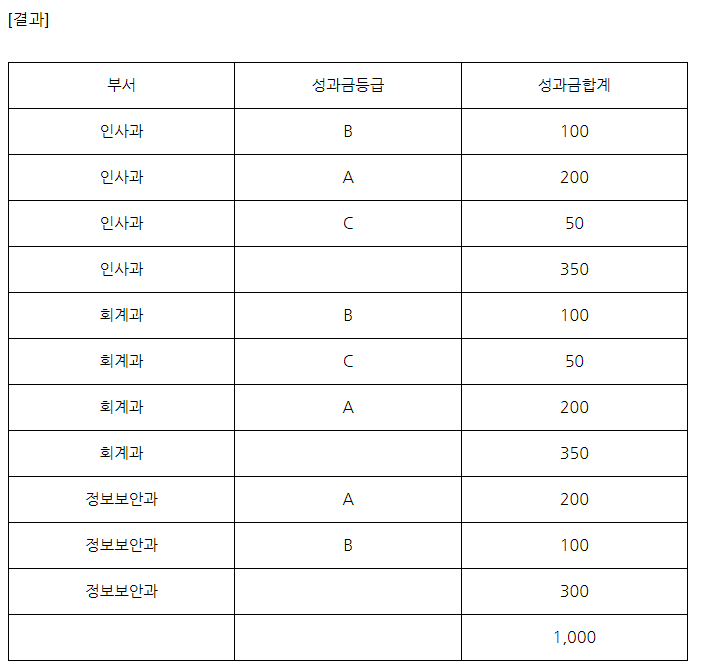 [결과]
부서 성과금등급 성과금합계
인사과 B 100
인사과 A 200
인사과 C 50
인사과 350
회계과 B 100
회계과 C 50
회계과 A 200
회계과 350
정보보안과 A 200
정보보안과 B 100
정보보안과 300
1,000